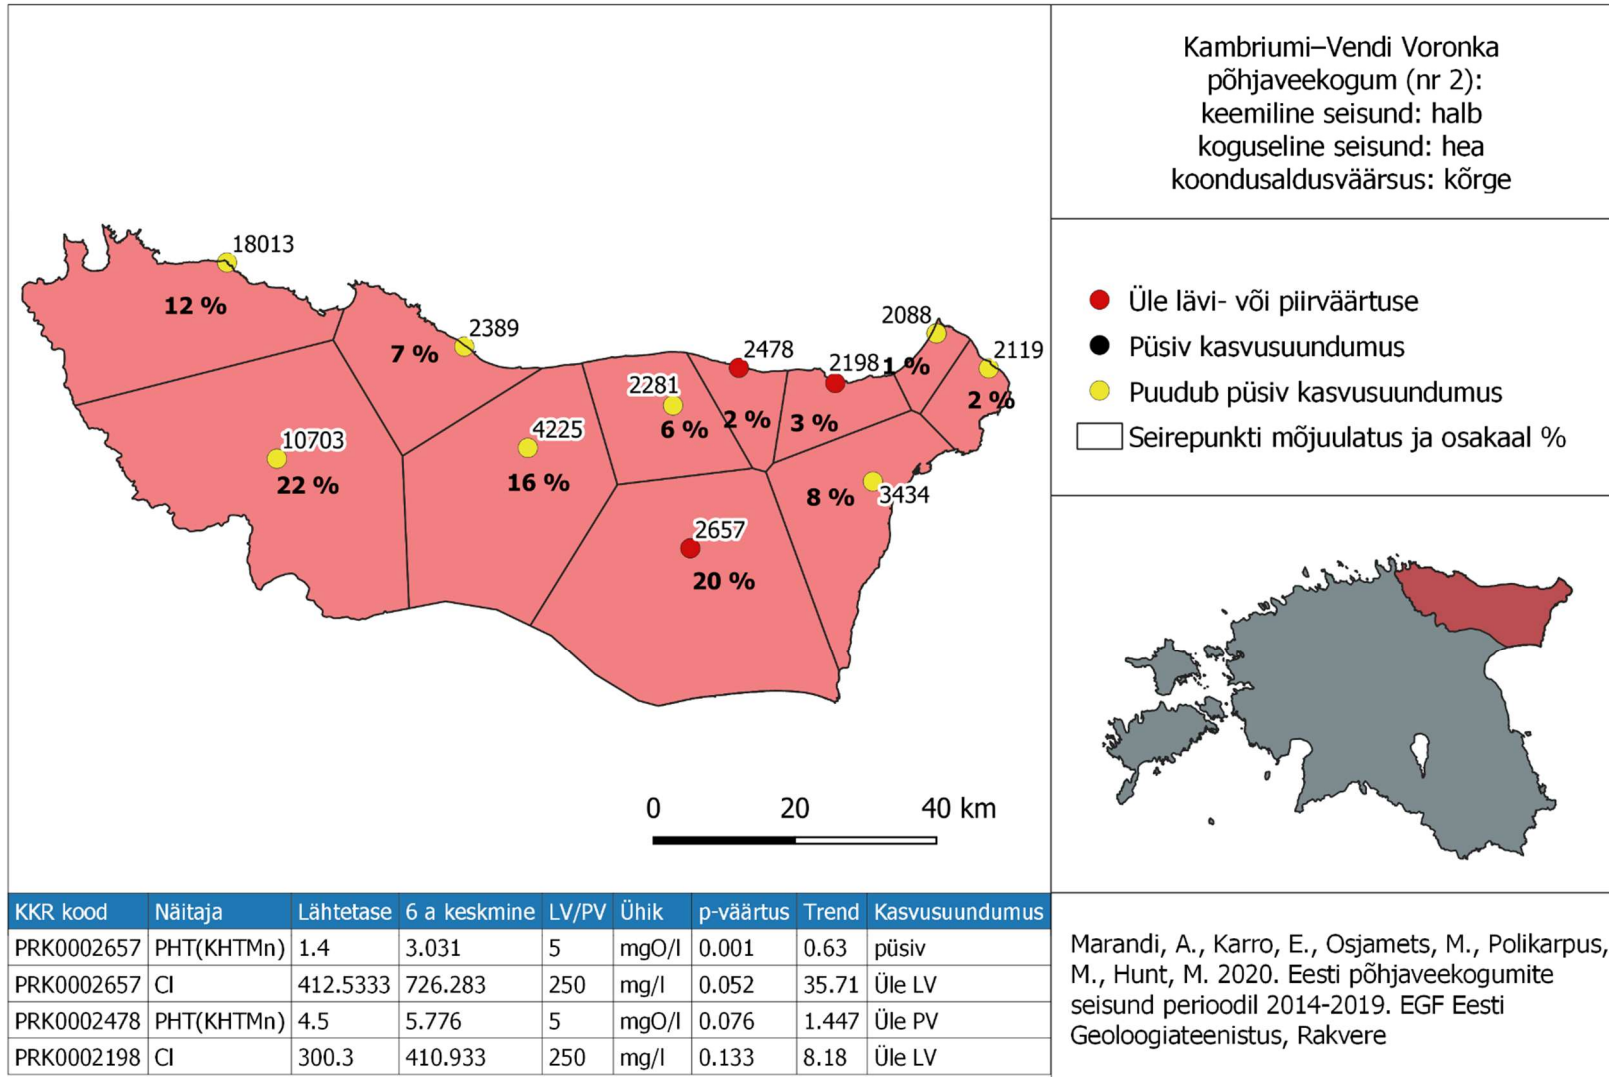 Kambriumi–Vendi Voronka
põhjaveekogum (nr 2):
keemiline seisund: halb
koguseline seisund: hea
koondusaldusväärsus: kõrge
18013
12 %
2389
7 %
10703
22 %
4225
16 %
2281
6 %
2478
2 %
2198
3 %
2088
1 %
2119
2 %
3434
8 %
2657
20 %
0 20 40 km
Üle lävi- või piirväärtuse
Püsiv kasvusuundumus
Puudub püsiv kasvusuundumus
Seirepunkti mõjuulatus ja osakaal %
KKR kood Näitaja Lähtetase 6 a keskmine LV/PV Ühik p-väärtus Trend Kasvusuundumus
PRK0002657 PHT(KHTMn) 1.4 3.031 5 mgO/l 0.001 0.63 püsiv
PRK0002657 Cl 412.5333 726.283 250 mg/l 0.052 35.71 Üle LV
PRK0002478 PHT(KHTMn) 4.5 5.776 5 mgO/l 0.076 1.447 Üle PV
PRK0002198 Cl 300.3 410.933 250 mg/l 0.133 8.18 Üle LV
Marandi, A., Karro, E., Osjamets, M., Polikarpus,
M., Hunt, M. 2020. Eesti põhjaveekogumite
seisund perioodil 2014-2019. EGF Eesti
Geoloogiateenistus, Rakvere